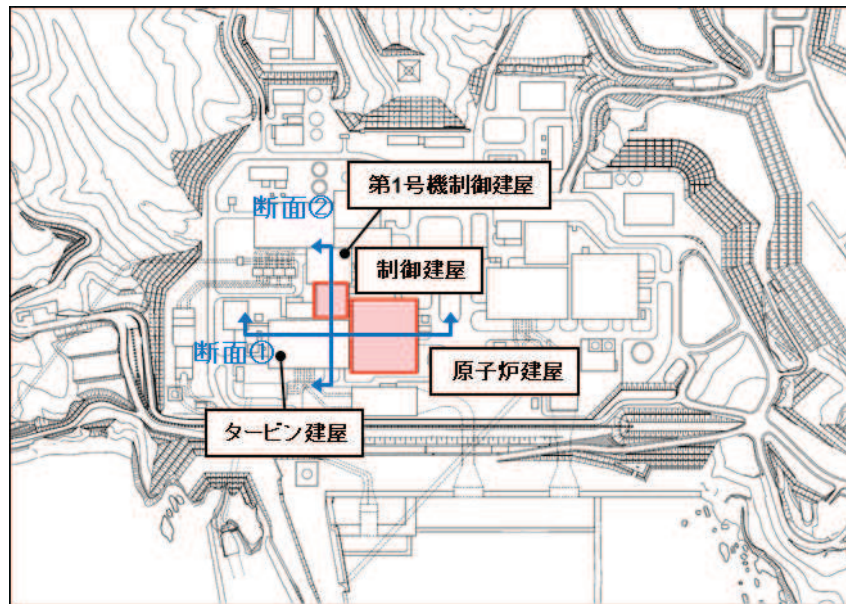 第1号機制御建屋
断面②
制御建屋
断面①
原子炉建屋
タービン建屋